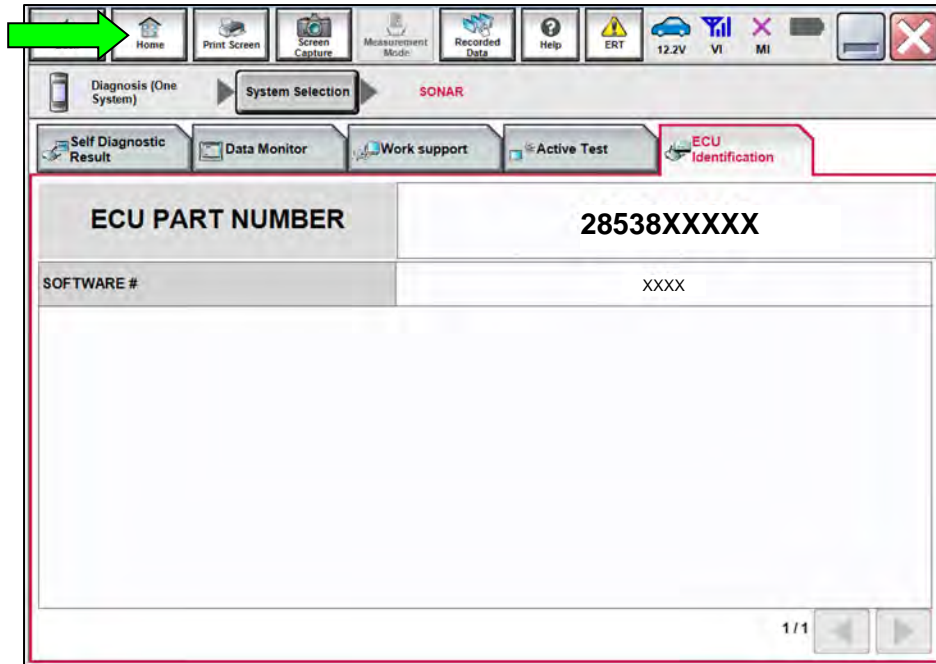 Home
Print Screen
Screen
Capture
Measurement
Mode
Recorded
Data
Help
ERT
12.2V
VI
MI
Diagnosis (One
System)
System Selection
SONAR
Self Diagnostic
Result
Data Monitor
Work support
Active Test
ECU
Identification
ECU PART NUMBER
28538XXXXX
SOFTWARE #
XXXX
1/1